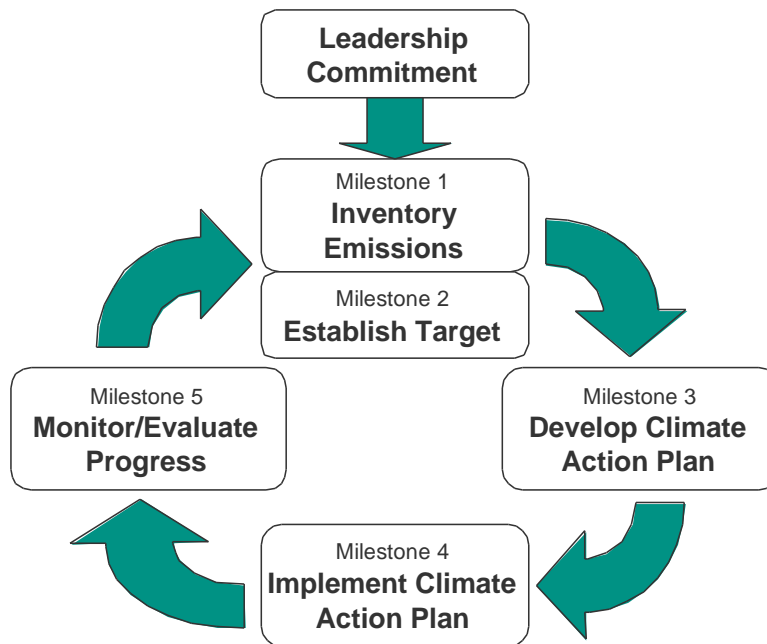 Leadership
Commitment
Milestone 1
Inventory
Emissions
Milestone 2
Establish Target
Milestone 5
Monitor/Evaluate
Progress
Milestone 3
Develop Climate
Action Plan
Milestone 4
Implement Climate
Action Plan